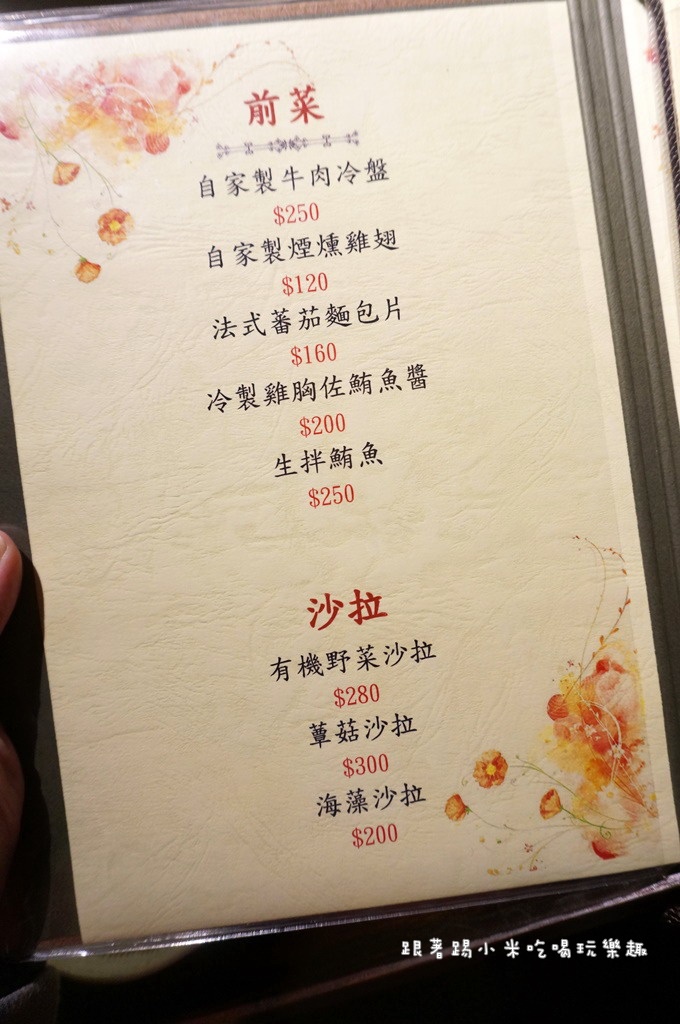 前菜
自家製牛肉冷盤
$250
自家製煙燻雞翅
$120
法式蕃茄麵包片
$160
冷製雞胸佐鮪魚醬
$200
生拌鮪魚
$250
沙拉
有機野菜沙拉
$280
蕈菇沙拉
$300
海藻沙拉
$200
跟著踢小米吃喝玩樂趣